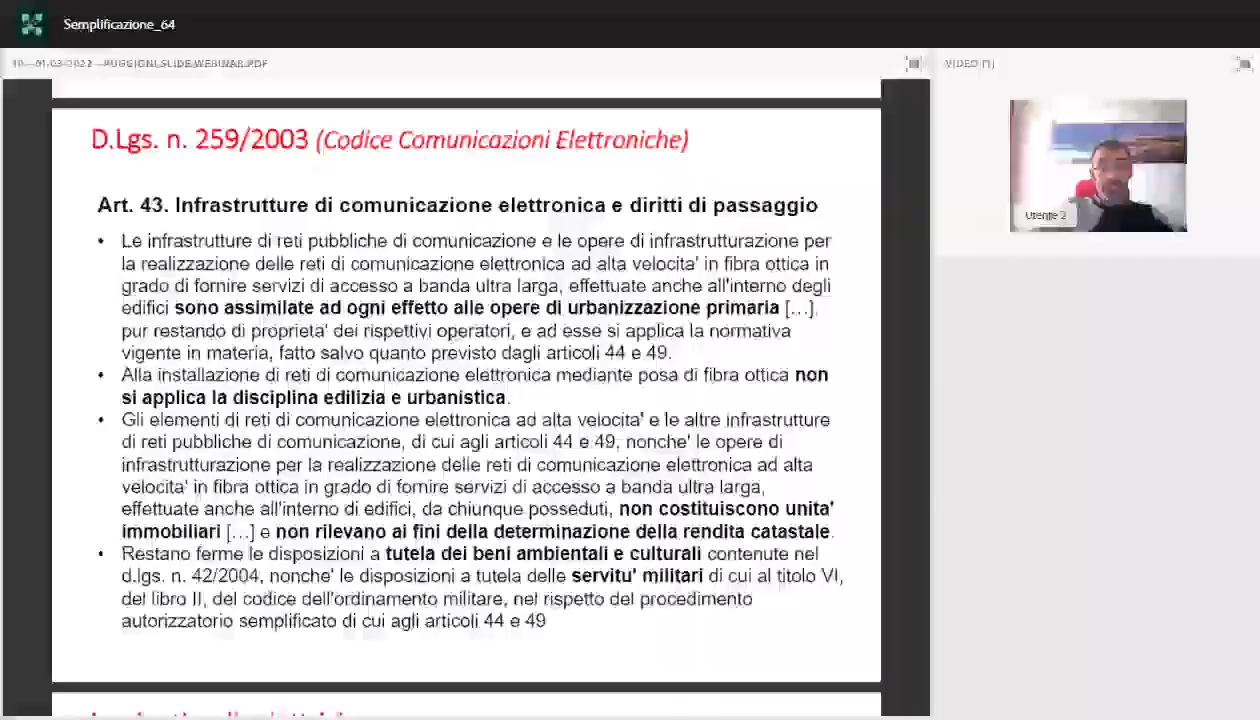 Semplificazione_64
10---01-03-2022---PUGGIONI_SLIDE_WEBINAR.PDF
VIDEO (1)
D.Lgs. n. 259/2003 (Codice Comunicazioni Elettroniche)
Art. 43. Infrastrutture di comunicazione elettronica e diritti di passaggio
• Le infrastrutture di reti pubbliche di comunicazione e le opere di infrastrutturazione per
la realizzazione delle reti di comunicazione elettronica ad alta velocita' in fibra ottica in
grado di fornire servizi di accesso a banda ultra larga, effettuate anche all'interno degli
edifici sono assimilate ad ogni effetto alle opere di urbanizzazione primaria […],
pur restando di proprieta' dei rispettivi operatori, e ad esse si applica la normativa
vigente in materia, fatto salvo quanto previsto dagli articoli 44 e 49.
• Alla installazione di reti di comunicazione elettronica mediante posa di fibra ottica non
si applica la disciplina edilizia e urbanistica.
• Gli elementi di reti di comunicazione elettronica ad alta velocita' e le altre infrastrutture
di reti pubbliche di comunicazione, di cui agli articoli 44 e 49, nonche' le opere di
infrastrutturazione per la realizzazione delle reti di comunicazione elettronica ad alta
velocita' in fibra ottica in grado di fornire servizi di accesso a banda ultra larga,
effettuate anche all'interno di edifici, da chiunque posseduti, non costituiscono unita'
immobiliari […] e non rilevano ai fini della determinazione della rendita catastale.
• Restano ferme le disposizioni a tutela dei beni ambientali e culturali contenute nel
d.lgs. n. 42/2004, nonche' le disposizioni a tutela delle servitu' militari di cui al titolo VI,
del libro II, del codice dell'ordinamento militare, nel rispetto del procedimento
autorizzatorio semplificato di cui agli articoli 44 e 49
Utente 2